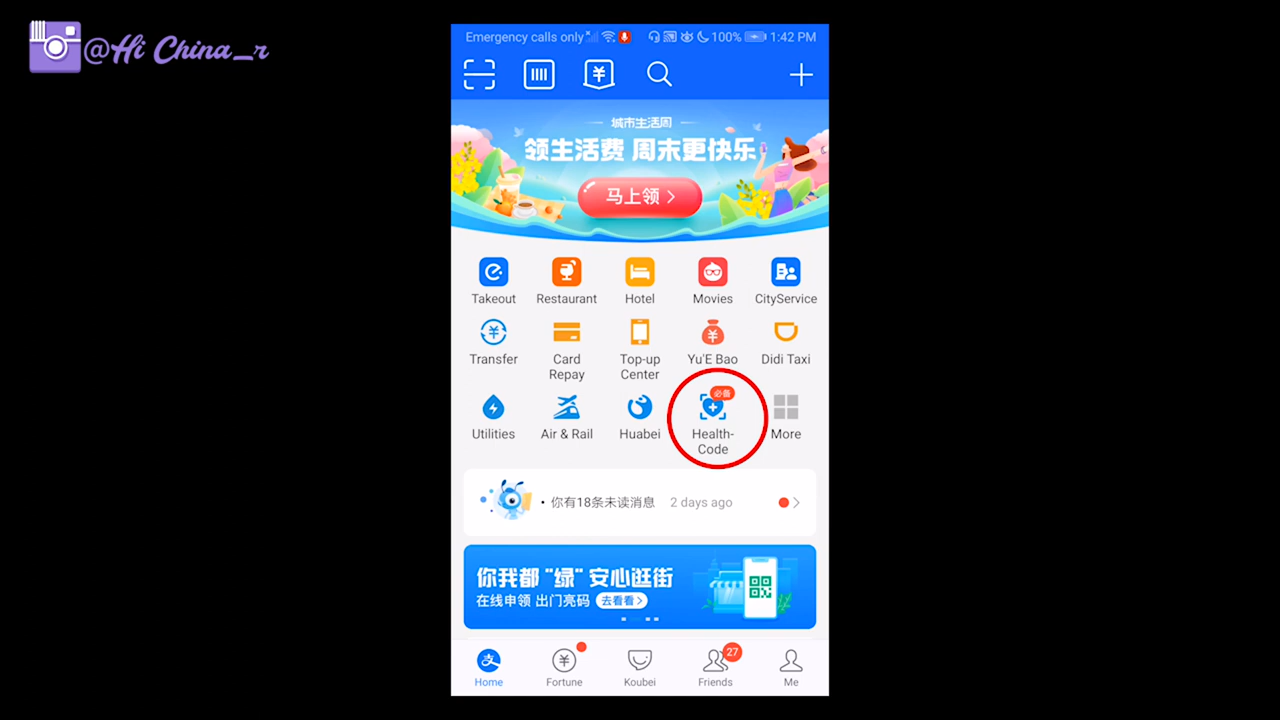 @Hi China_r
Emergency calls only 100% 1:42 PM
城市生活周
领生活费 周末更快乐
马上领 >
Takeout Restaurant Hotel Movies CityService
Transfer Card Repay Top-up Center Yu'E Bao Didi Taxi
必备
Utilities Air & Rail Huabei Health-Code More
• 你有18条未读消息 2 days ago
你我都 "绿" 安心逛街
在线申领 出门亮码 去看看 >
27
Home Fortune Koubei Friends Me